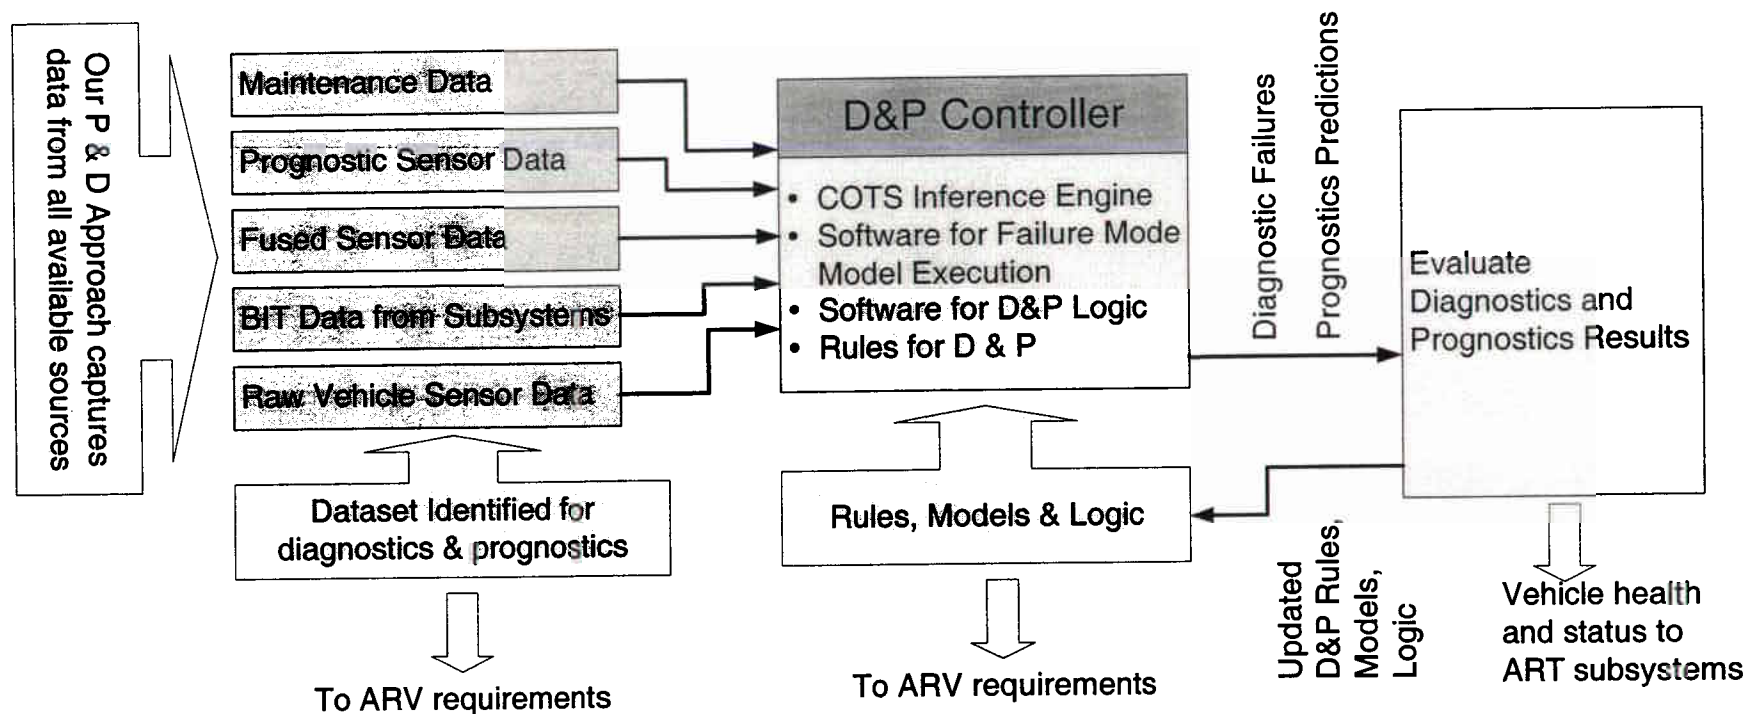 Our P & D Approach captures
data from all available sources
Maintenance Data
Prognostic Sensor Data
Fused Sensor Data
BIT Data from Subsystems
Raw Vehicle Sensor Data
Dataset Identified for
diagnostics & prognostics
To ARV requirements
D&P Controller
• COTS Inference Engine
• Software for Failure Mode
Model Execution
• Software for D&P Logic
• Rules for D & P
Rules, Models & Logic
To ARV requirements
Diagnostic Failures
Prognostics Predictions
Evaluate
Diagnostics and
Prognostics Results
Updated
D&P Rules,
Models,
Logic
Vehicle health
and status to
ART subsystems